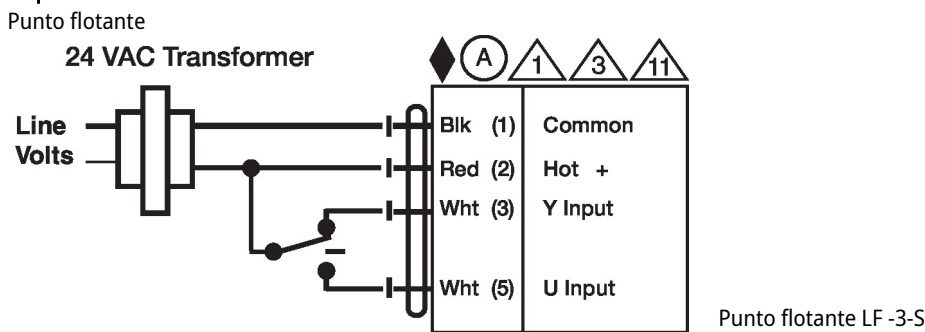 Punto flotante
24 VAC Transformer
A 1 3 11
Line
Volts
Blk (1) Common
Red (2) Hot +
Wht (3) Y Input
Wht (5) U Input
Punto flotante LF -3-S